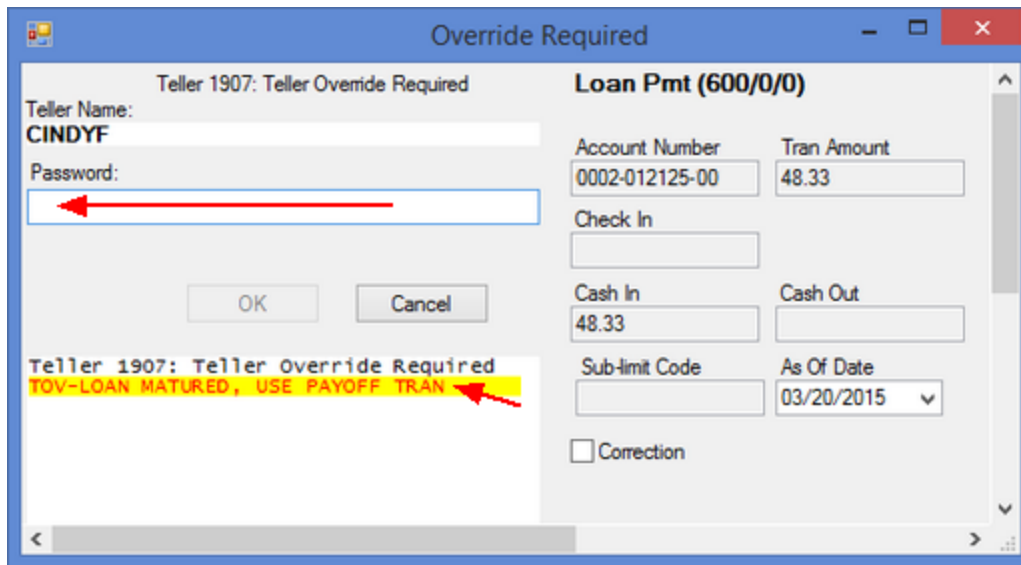 Override Required
Teller 1907: Teller Override Required
Teller Name:
CINDYF
Password:
OK
Cancel
Teller 1907: Teller Override Required
TOV-LOAN MATURED, USE PAYOFF TRAN
Loan Pmt (600/0/0)
Account Number
Tran Amount
0002-012125-00
48.33
Check In
Cash In
Cash Out
48.33
Sub-limit Code
As Of Date
03/20/2015
Correction